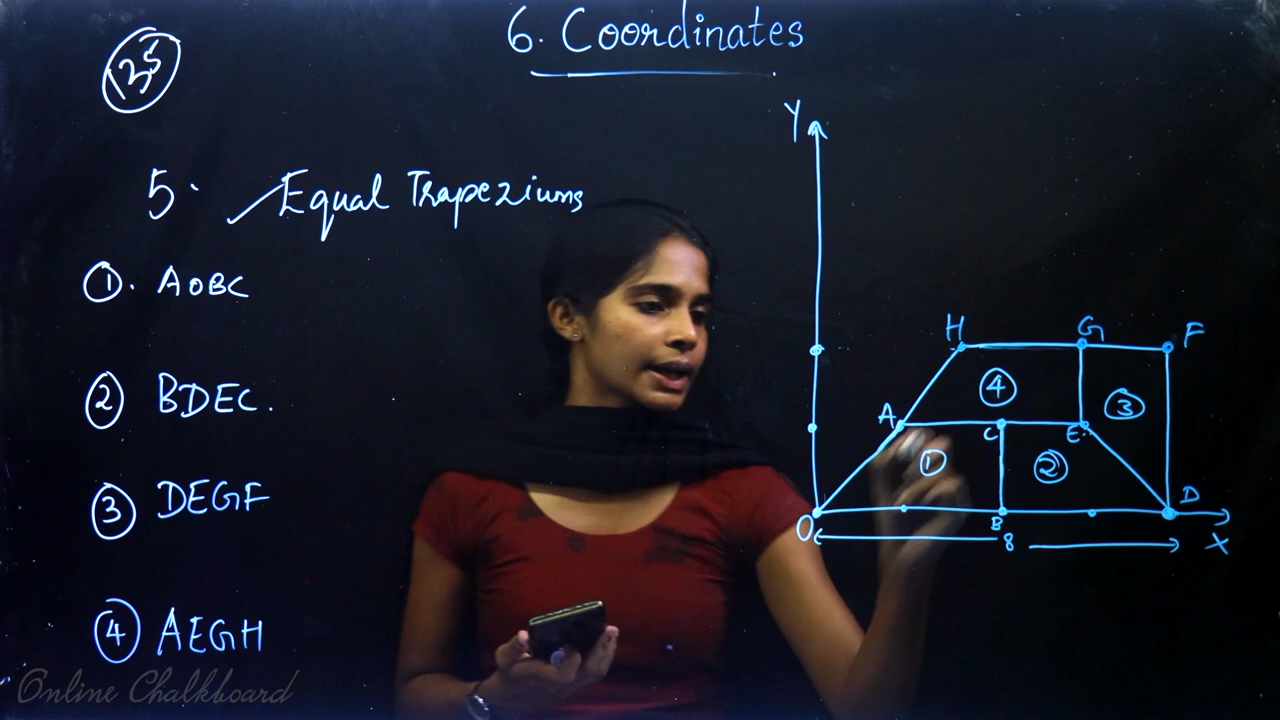 6. Coordinates
35
5. Equal Trapeziums
① . AOBC
② BDEC.
③ DEGF
④ AEGH
Y
H G F
④ ③
A C E
① ②
O B D
8 X
Online Chalkboard